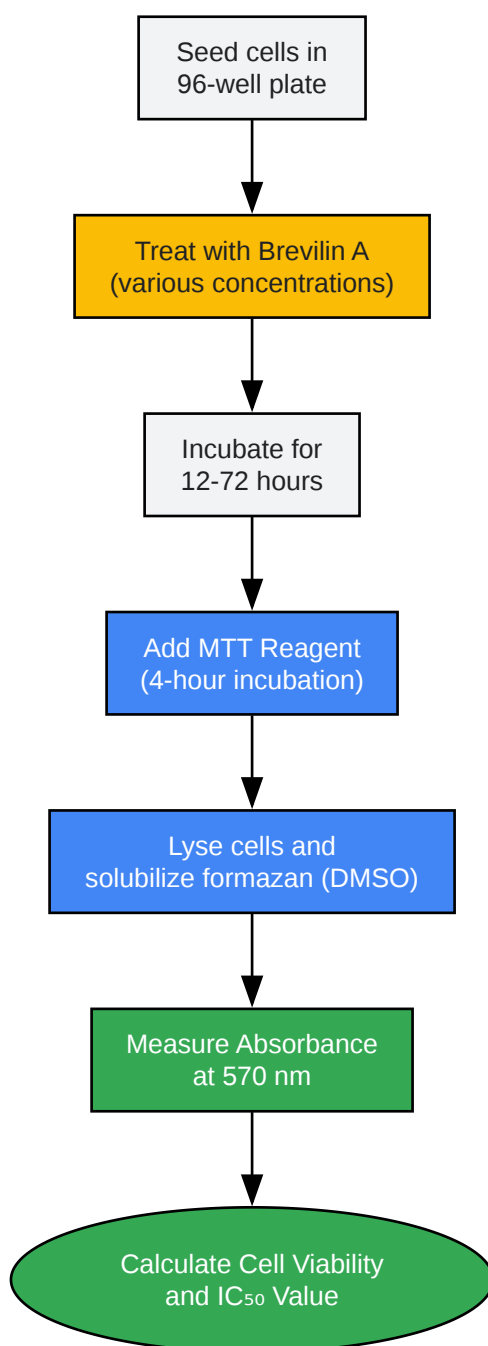 Seed cells in
96-well plate
Treat with Brevilin A
(various concentrations)
Incubate for
12-72 hours
Add MTT Reagent
(4-hour incubation)
Lyse cells and
solubilize formazan (DMSO)
Measure Absorbance
at 570 nm
Calculate Cell Viability
and IC₅₀ Value